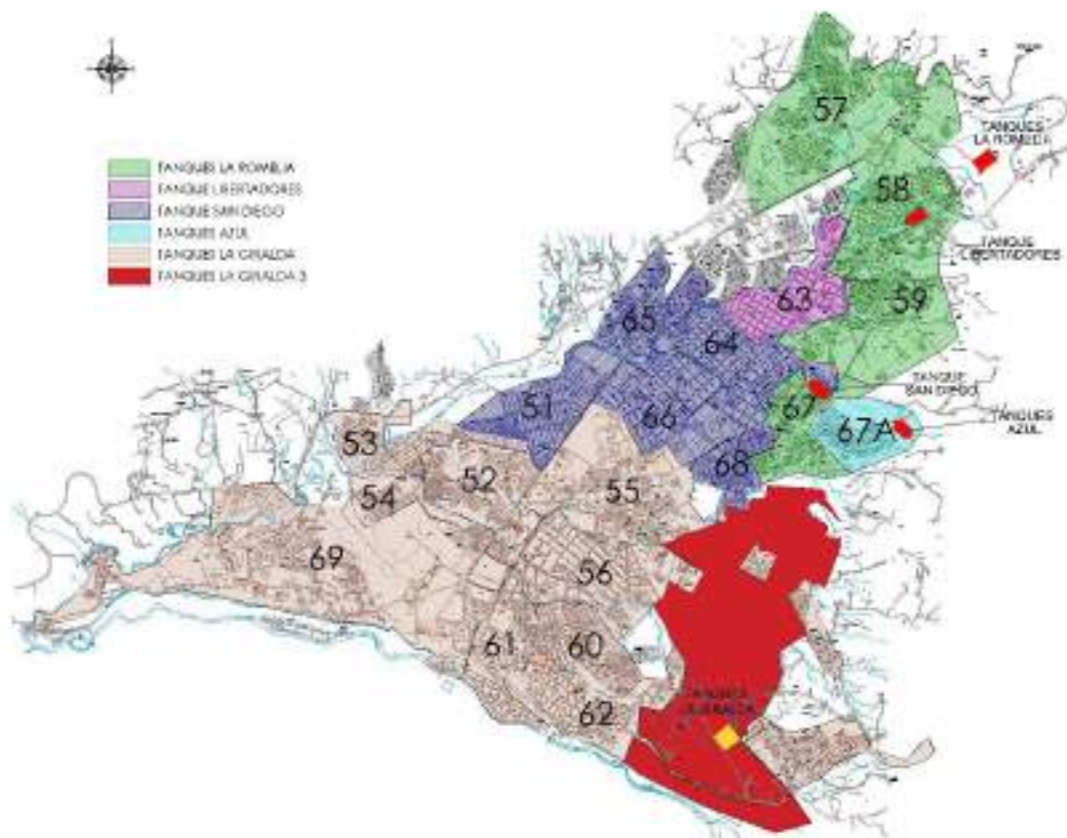 57
TANQUES
LA ROMELIA
TANQUES LA ROMELIA
TANQUE LIBERTADORES
TANQUE SAN DIEGO
TANQUES AZUL
TANQUES LA GIRALDA
TANQUES LA GIRALDA 3
58
TANQUE
LIBERTADORES
63
59
65
64
TANQUE
SAN DIEGO
51
66
67
67A
TANQUES
AZUL
53
68
52
54
55
69
56
61
60
62